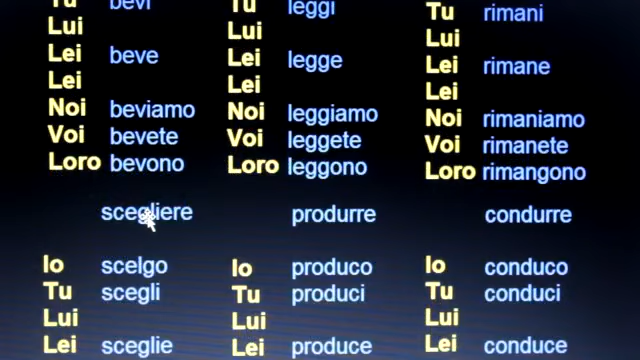 Tu bevi Tu leggi Tu rimani
Lui Lui Lui
Lei beve Lei legge Lei rimane
Lei Lei Lei
Noi beviamo Noi leggiamo Noi rimaniamo
Voi bevete Voi leggete Voi rimanete
Loro bevono Loro leggono Loro rimangono
scegliere produrre condurre
Io scelgo Io produco Io conduco
Tu scegli Tu produci Tu conduci
Lui Lui Lui
Lei sceglie Lei produce Lei conduce